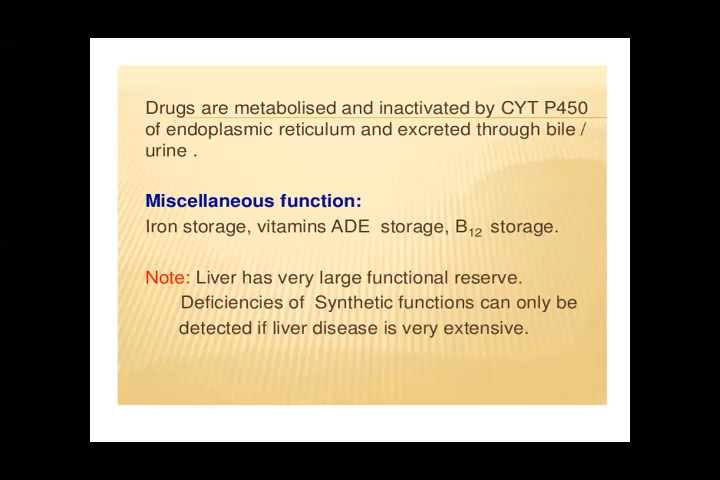 Drugs are metabolised and inactivated by CYT P450
of endoplasmic reticulum and excreted through bile /
urine .
Miscellaneous function:
Iron storage, vitamins ADE storage, B12 storage.
Note: Liver has very large functional reserve.
Deficiencies of Synthetic functions can only be
detected if liver disease is very extensive.